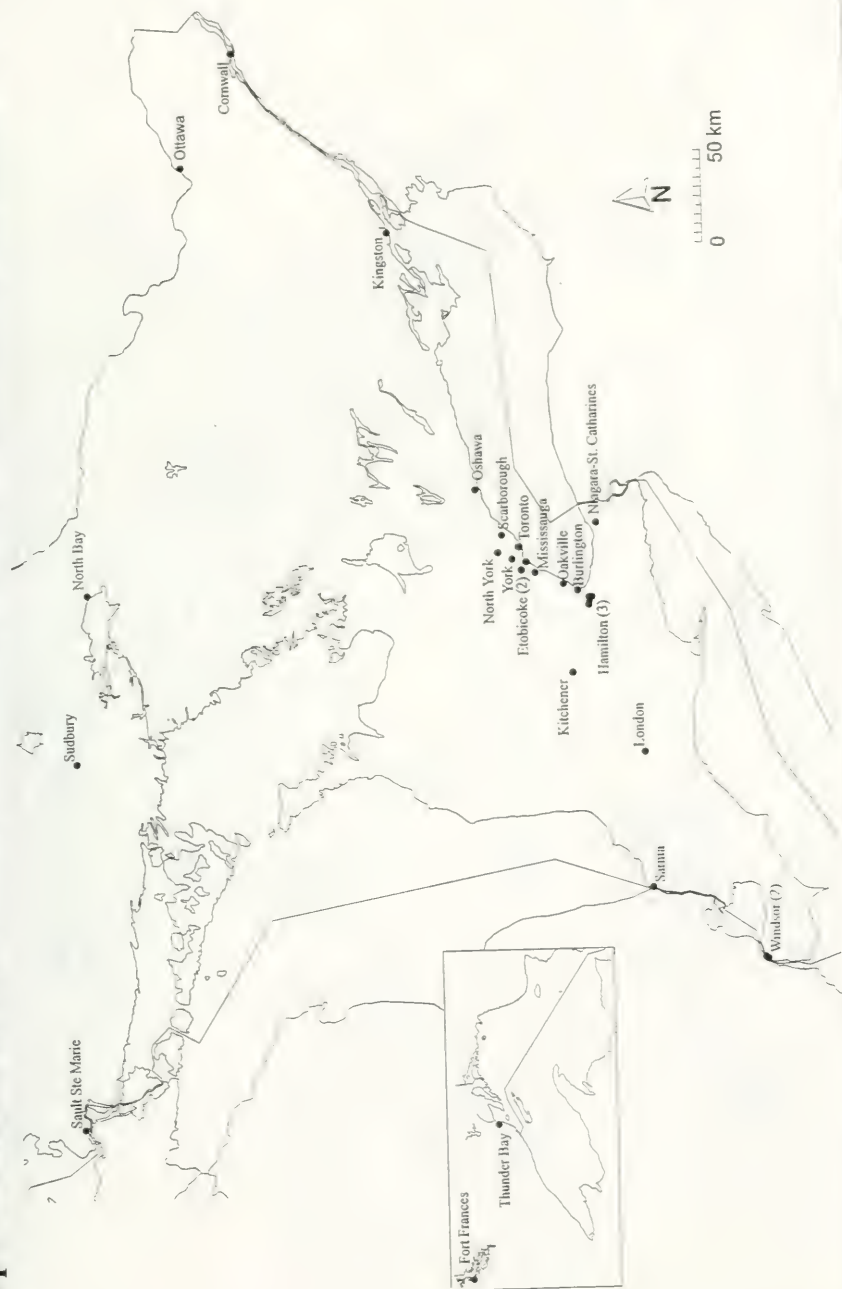 Sault Ste Marie
Sudbury
North Bay
Ottawa
Cornwall
Kingston
Oshawa
North York
Scarborough
York
Toronto
Etobicoke (2)
Mississauga
Oakville
Burlington
Kitchener
Niagara-St. Catharines
Hamilton (3)
London
Sarnia
Windsor (2)
Fort Frances
Thunder Bay
N
0 50 km